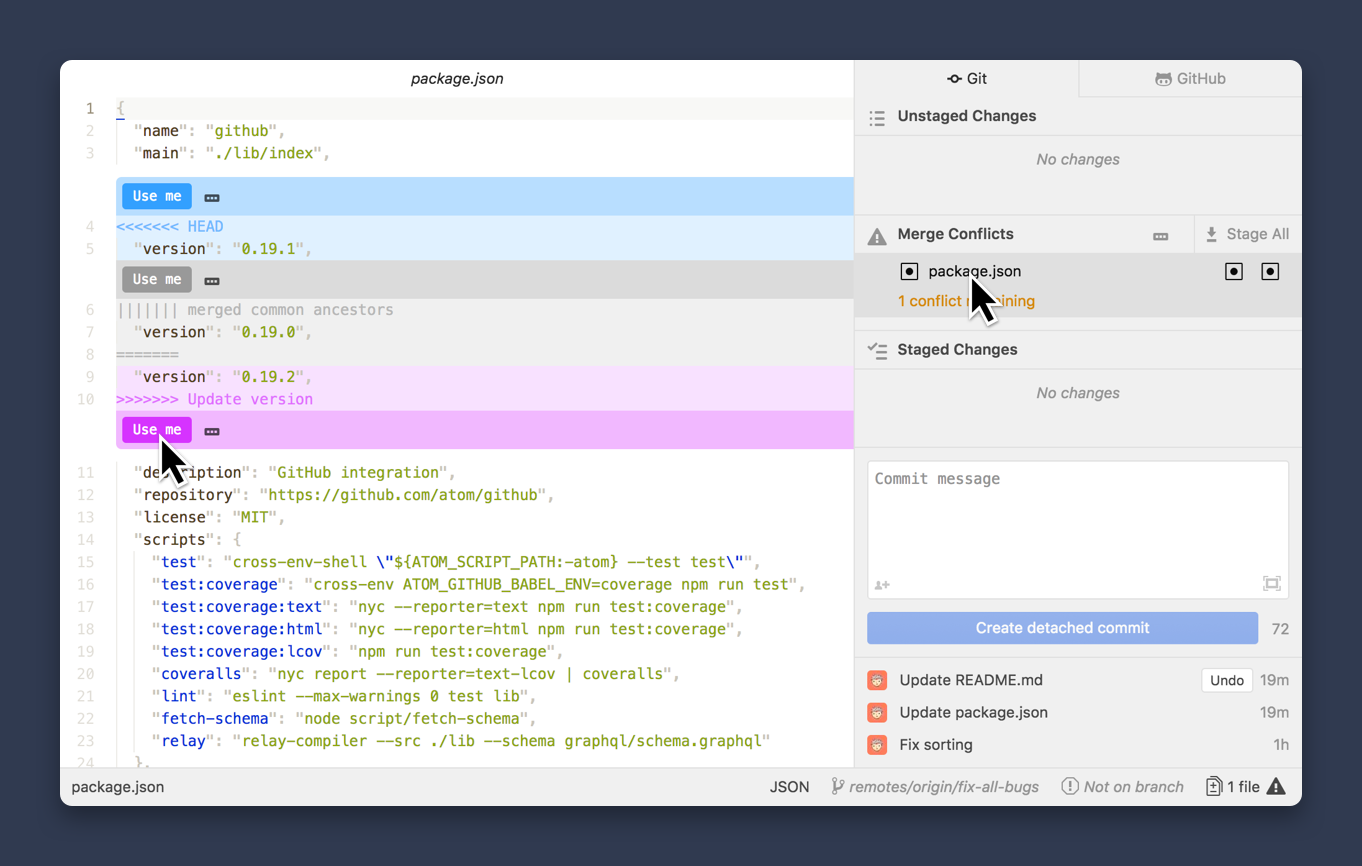 package.json
1 {
2 "name": "github",
3 "main": "./lib/index",
Use me
4 <<<<<<< HEAD
5 "version": "0.19.1",
Use me
6 ||||||| merged common ancestors
7 "version": "0.19.0",
8 =======
9 "version": "0.19.2",
10 >>>>>>> Update version
Use me
11 "description": "GitHub integration",
12 "repository": "https://github.com/atom/github",
13 "license": "MIT",
14 "scripts": {
15 "test": "cross-env-shell \"${ATOM_SCRIPT_PATH:-atom} --test test\"",
16 "test:coverage": "cross-env ATOM_GITHUB_BABEL_ENV=coverage npm run test",
17 "test:coverage:text": "nyc --reporter=text npm run test:coverage",
18 "test:coverage:html": "nyc --reporter=html npm run test:coverage",
19 "test:coverage:lcov": "npm run test:coverage",
20 "coveralls": "nyc report --reporter=text-lcov | coveralls",
21 "lint": "eslint --max-warnings 0 test lib",
22 "fetch-schema": "node script/fetch-schema",
23 "relay": "relay-compiler --src ./lib --schema graphql/schema.graphql"
24 },
Git
GitHub
Unstaged Changes
No changes
Merge Conflicts
Stage All
package.json
1 conflict remaining
Staged Changes
No changes
Commit message
Create detached commit 72
Update README.md Undo 19m
Update package.json 19m
Fix sorting 1h
package.json
JSON
remotes/origin/fix-all-bugs
Not on branch
1 file